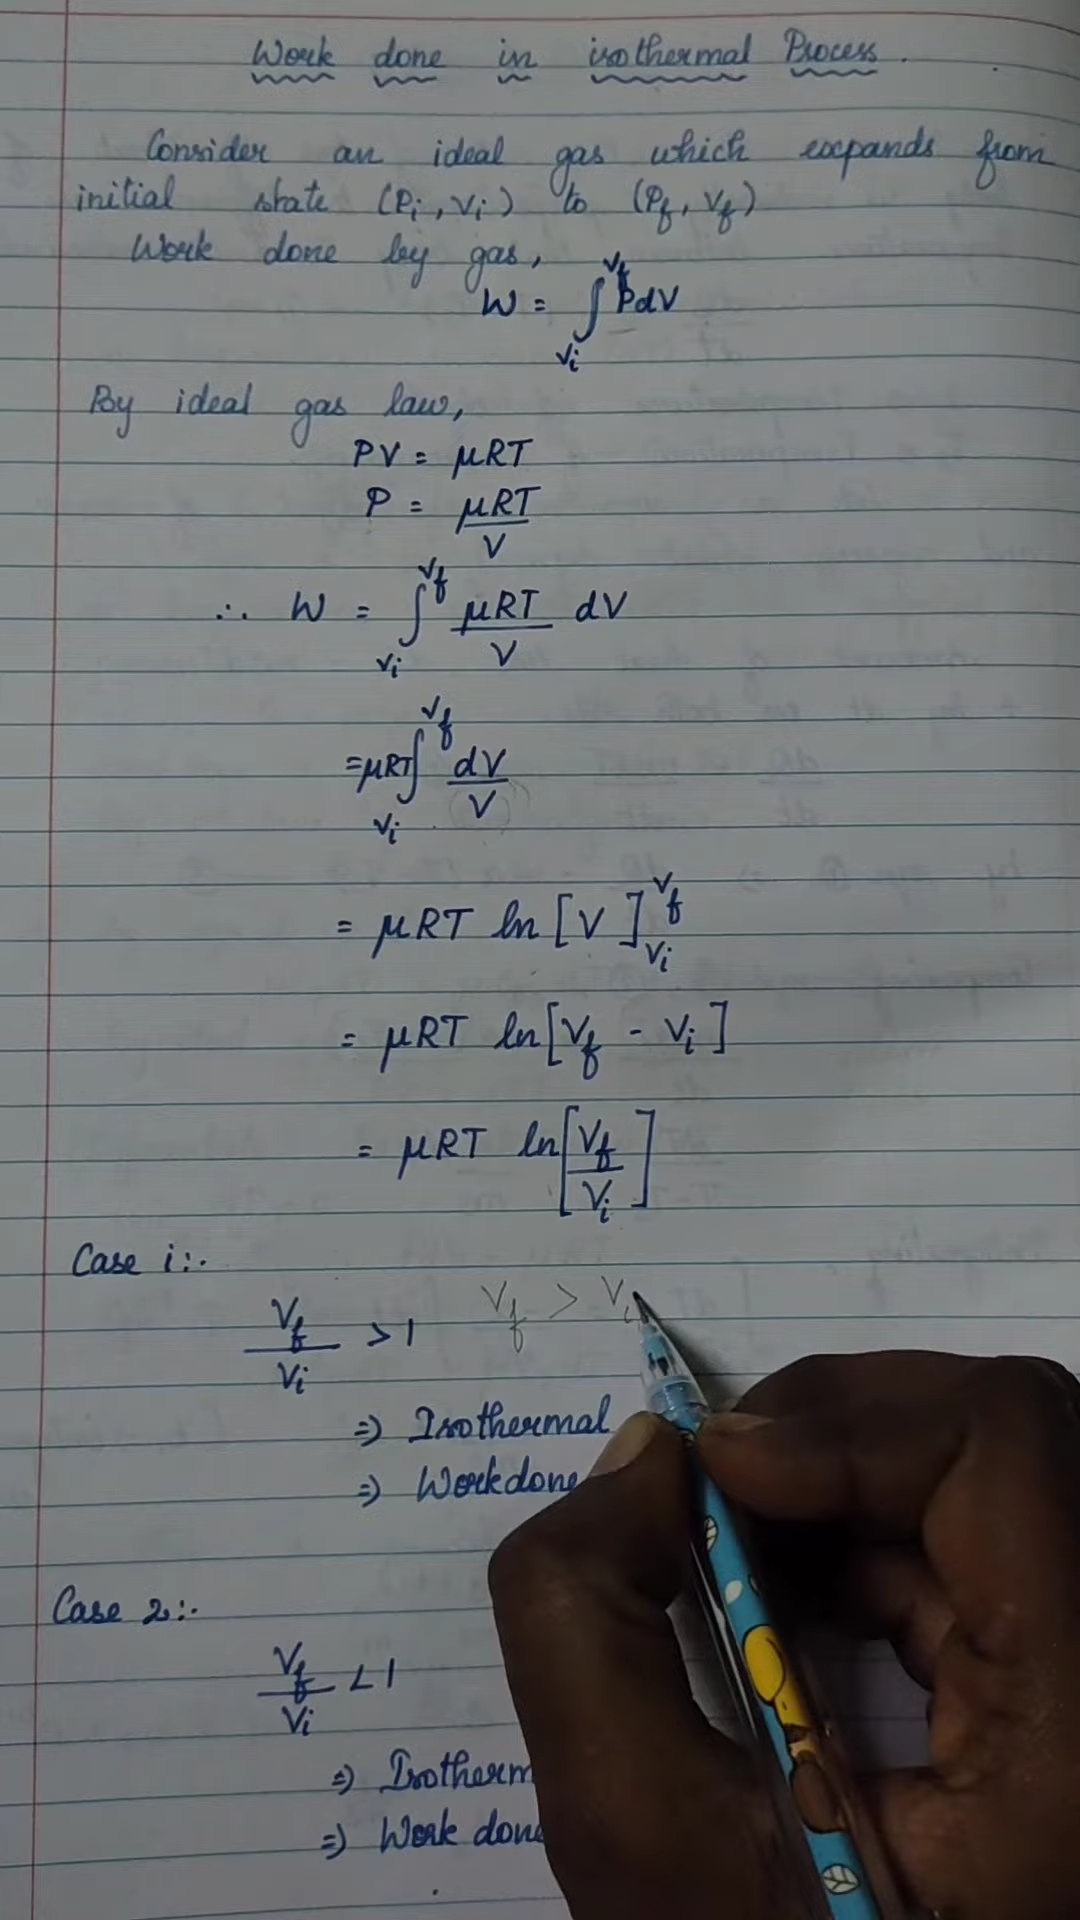 Work done in isothermal Process.
Consider an ideal gas which expands from
initial state (Pi, Vi) to (Pf, Vf)
Work done by gas,
W = ∫_{Vi}^{Vf} PdV
By ideal gas law,
PV = μRT
P = μRT/V
∴ W = ∫_{Vi}^{Vf} μRT/V dV
= μRT ∫_{Vi}^{Vf} dV/V
= μRT ln [V]_{Vi}^{Vf}
= μRT ln [Vf - Vi]
= μRT ln [Vf/Vi]
Case i:-
Vf/Vi > 1 Vf > Vi
⇒ Isothermal
⇒ Workdone
Case 2:-
Vf/Vi < 1
⇒ Isotherm
⇒ Work done